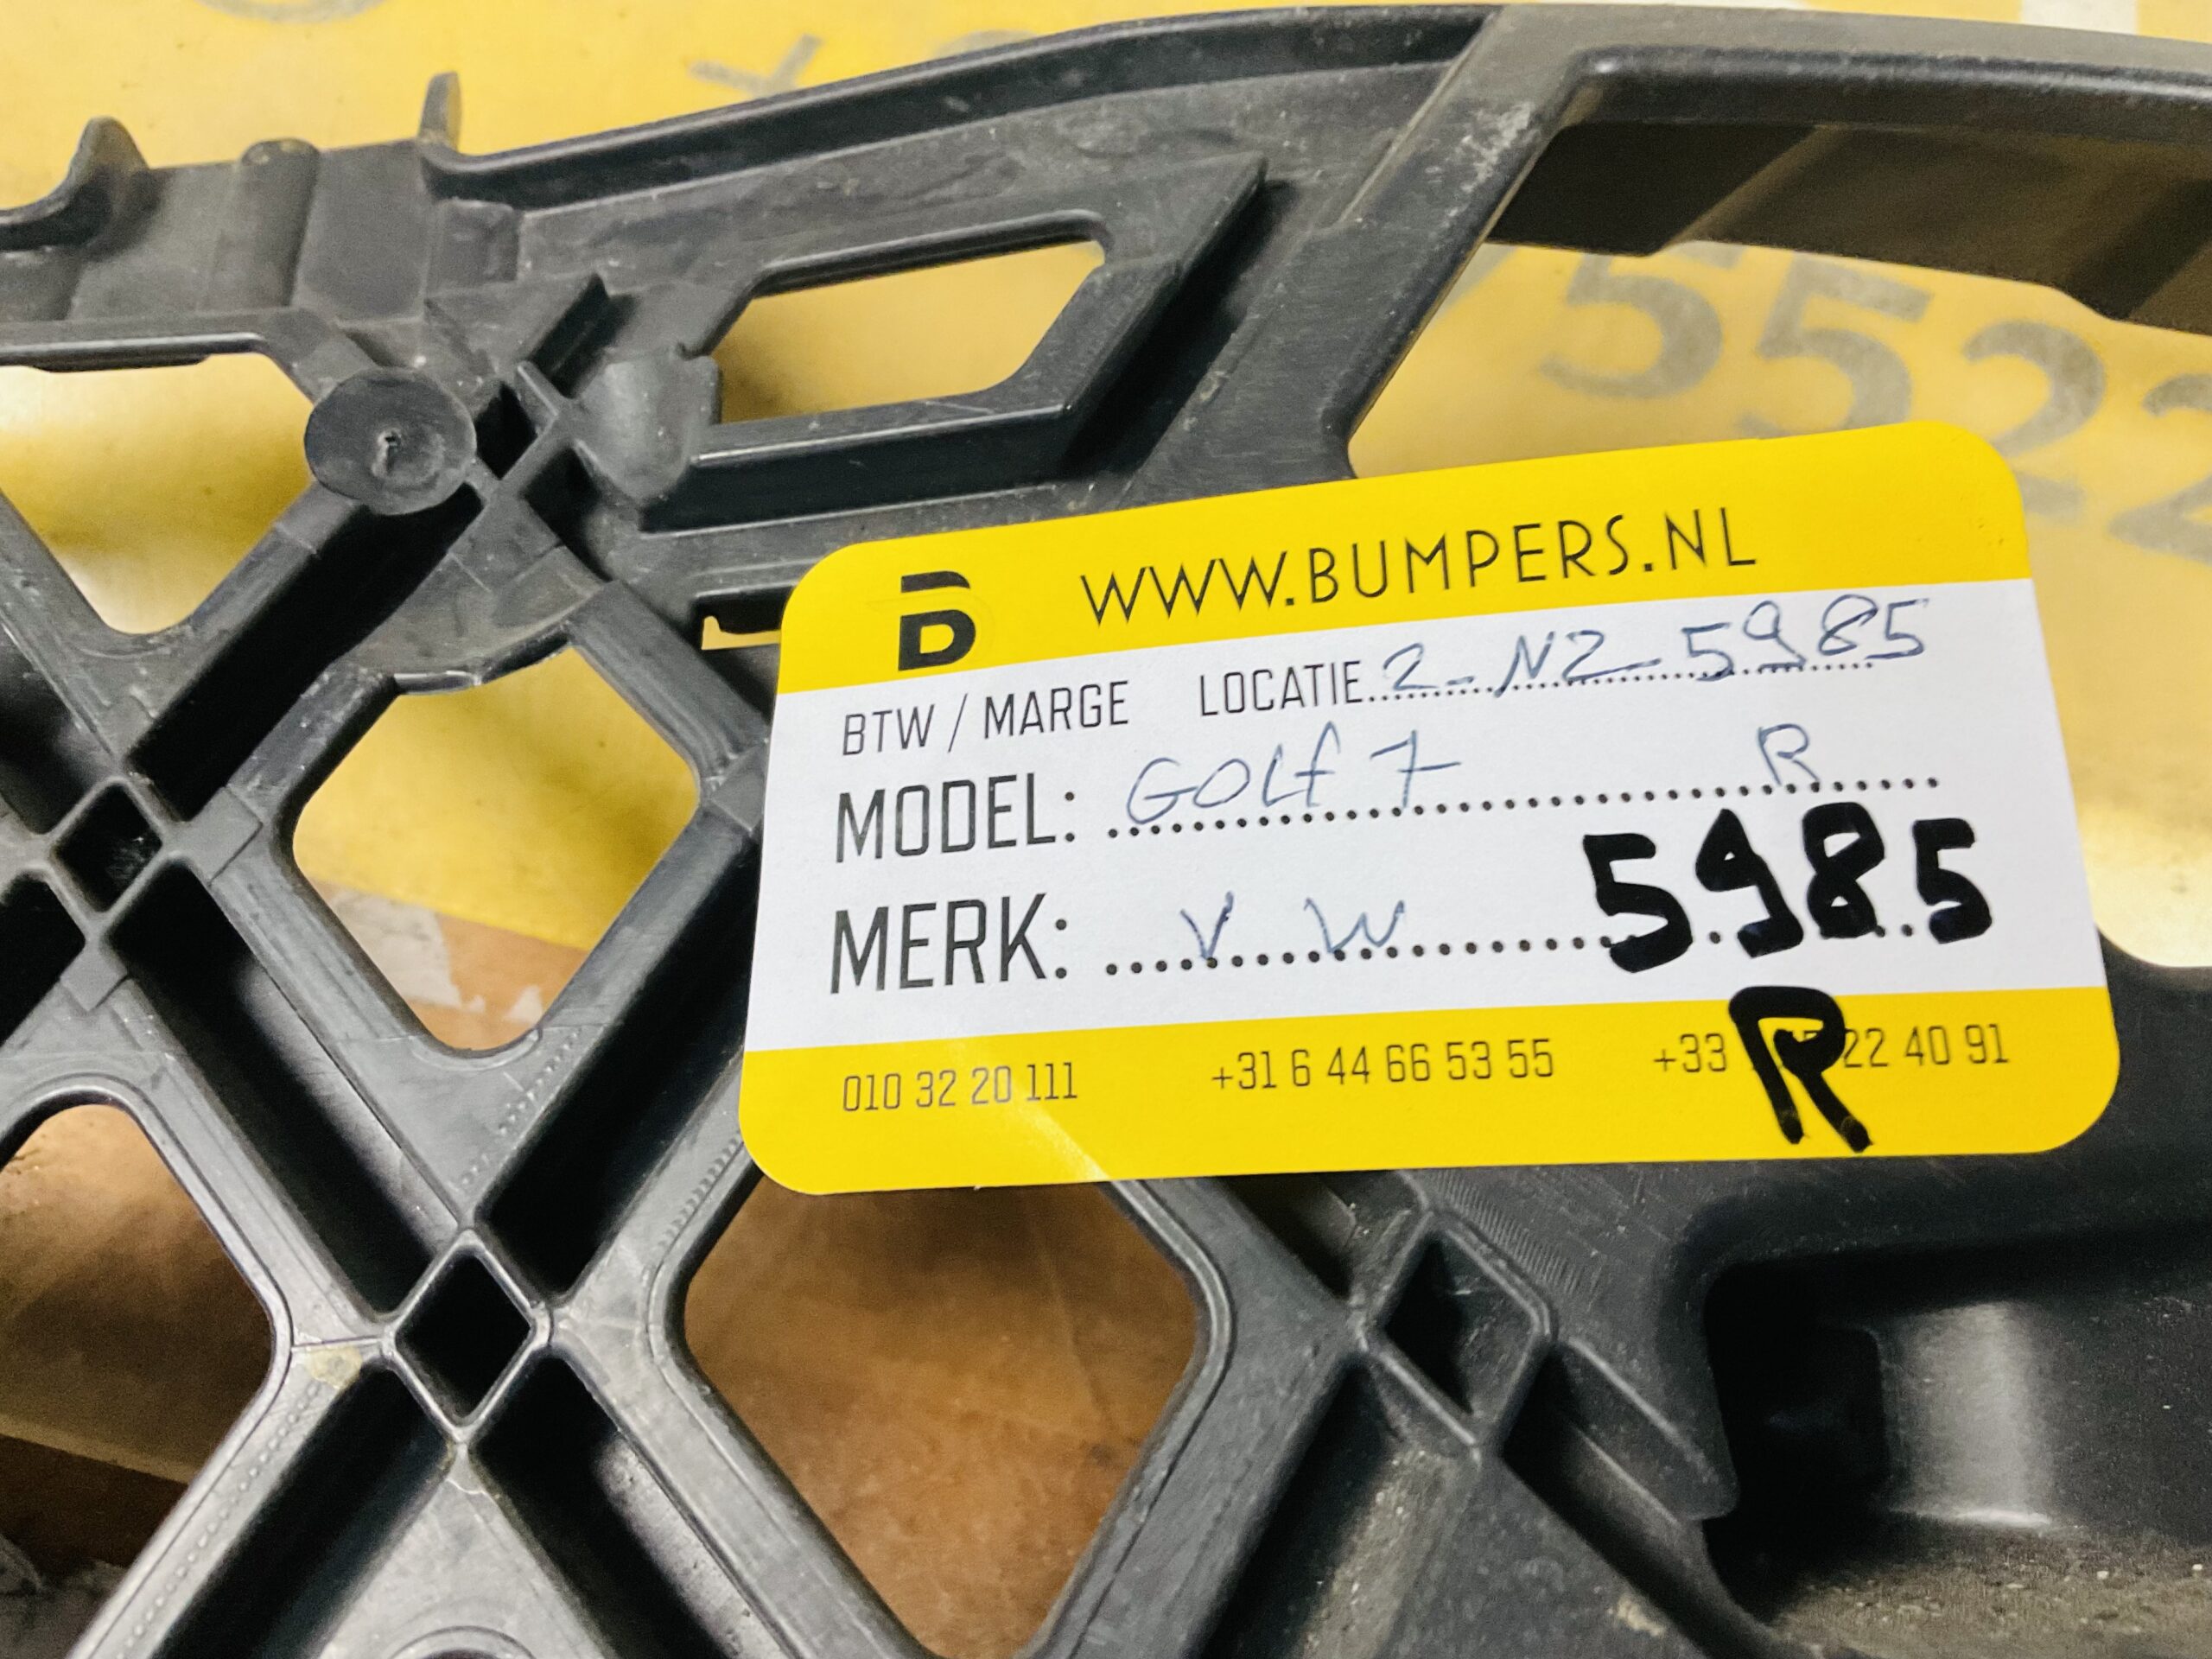 WWW.BUMPERS.NL
BTW / MARGE LOCATIE 2-N2-5985
MODEL: GOLf 7 R
MERK: V W 5985
R
010 32 20 111 +31 6 44 66 53 55 +33 22 40 91